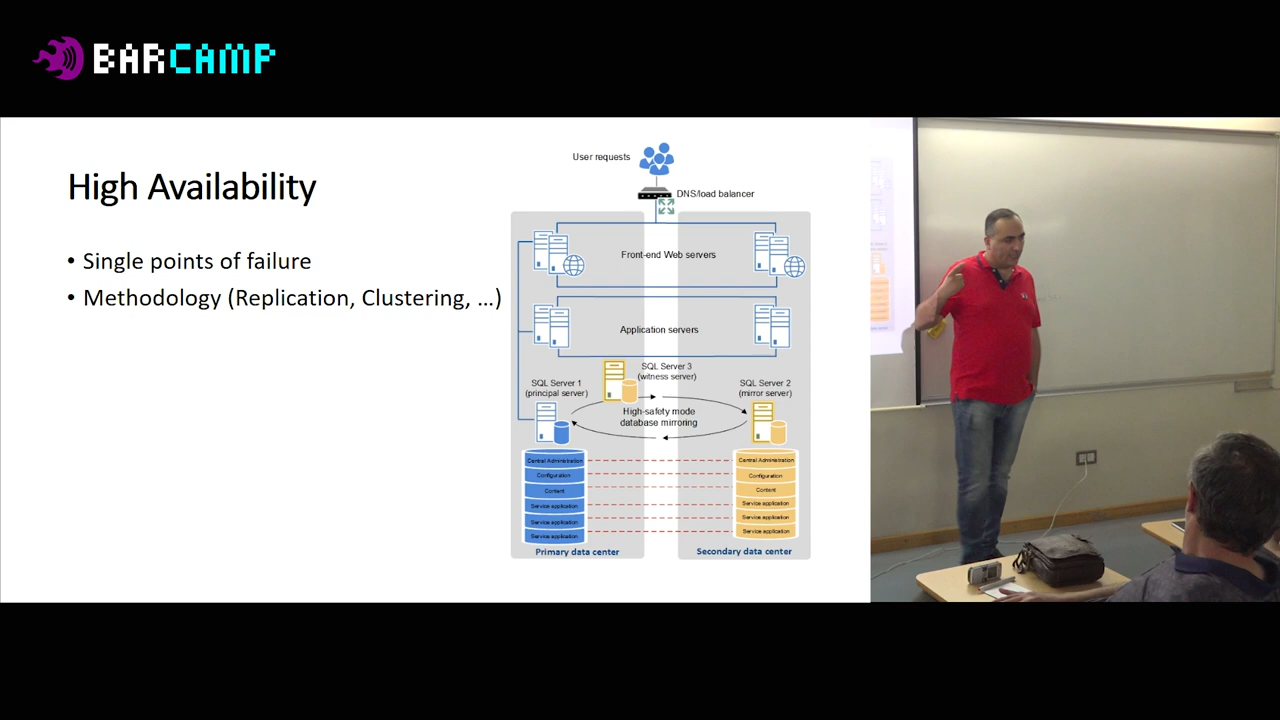 BARCAMP
High Availability
• Single points of failure
• Methodology (Replication, Clustering, ...)
User requests
DNS/load balancer
Front-end Web servers
Application servers
SQL Server 3
(witness server)
SQL Server 1
(principal server)
SQL Server 2
(mirror server)
High-safety mode
database mirroring
Central Administration
Configuration
Content
Service application
Service application
Service application
Central Administration
Configuration
Content
Service application
Service application
Service application
Primary data center
Secondary data center